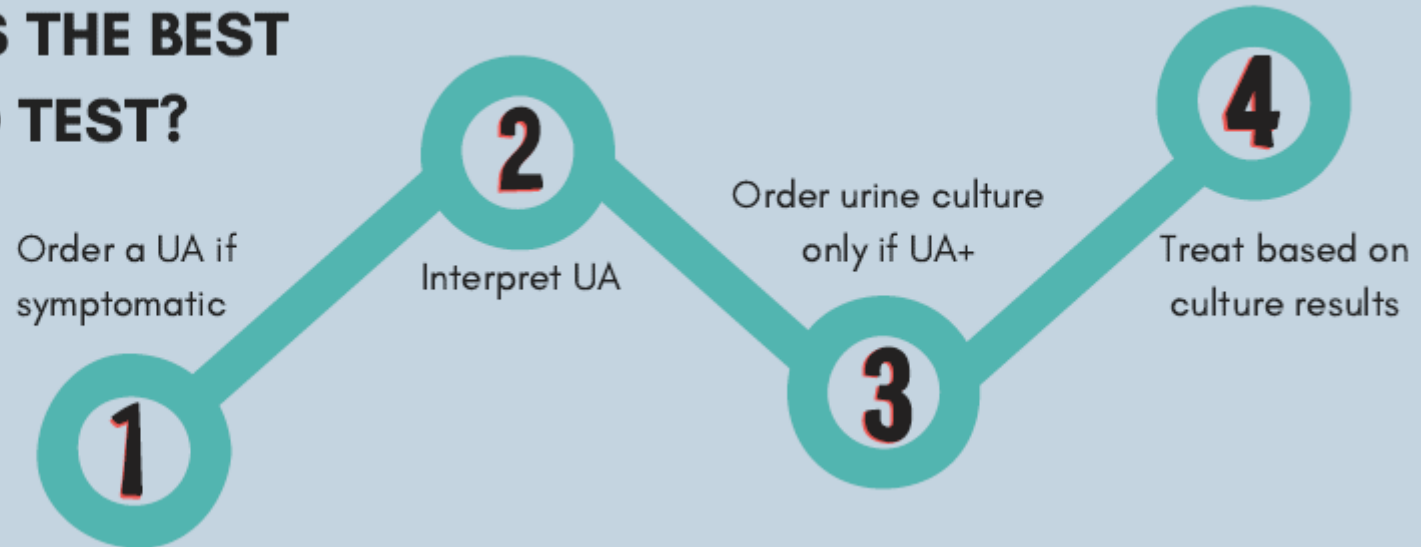 THE BEST
TEST?
1
Order a UA if
symptomatic
2
Interpret UA
3
Order urine culture
only if UA+
4
Treat based on
culture results